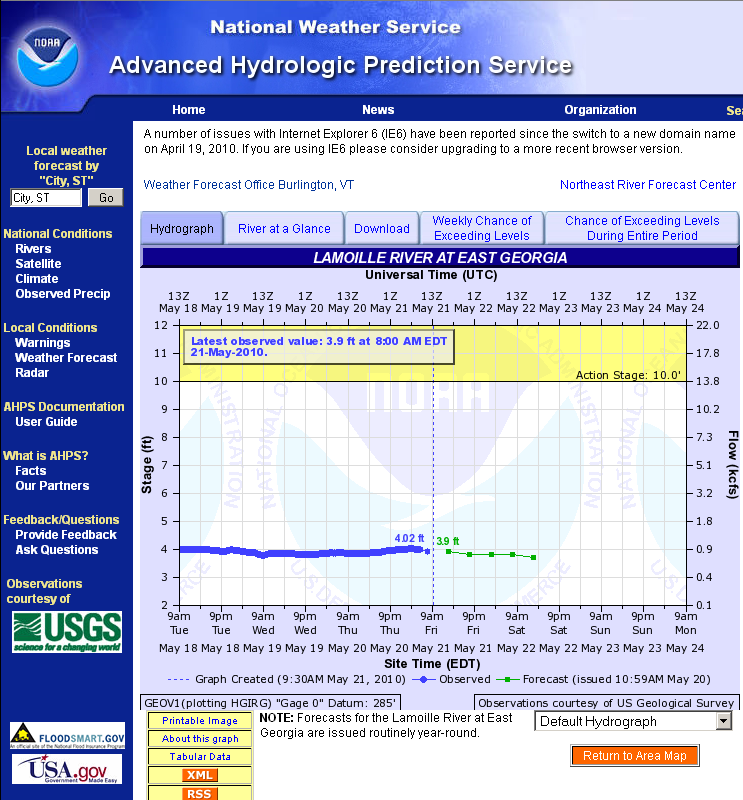 NOAA
National Weather Service
Advanced Hydrologic Prediction Service
Home News Organization
Local weather
forecast by
"City, ST"
City, ST Go
National Conditions
Rivers
Satellite
Climate
Observed Precip
Local Conditions
Warnings
Weather Forecast
Radar
AHPS Documentation
User Guide
What is AHPS?
Facts
Our Partners
Feedback/Questions
Provide Feedback
Ask Questions
Observations
courtesy of
USGS
science for a changing world
FLOODSMART.GOV
An official site of the National Flood Insurance Program
USA.gov
Government Made Easy
A number of issues with Internet Explorer 6 (IE6) have been reported since the switch to a new domain name
on April 19, 2010. If you are using IE6 please consider upgrading to a more recent browser version.
Weather Forecast Office Burlington, VT Northeast River Forecast Center
Hydrograph River at a Glance Download Weekly Chance of Exceeding Levels Chance of Exceeding Levels During Entire Period
LAMOILLE RIVER AT EAST GEORGIA
Universal Time (UTC)
13Z 1Z 13Z 1Z 13Z 1Z 13Z 1Z 13Z 1Z 13Z 1Z 13Z
May 18 May 19 May 19 May 20 May 20 May 21 May 21 May 22 May 22 May 23 May 23 May 24 May 24
Latest observed value: 3.9 ft at 8:00 AM EDT
21-May-2010.
Action Stage: 10.0'
Stage (ft)
12
11
10
9
8
7
6
5
4
3
2
Flow (kcfs)
22.0
17.8
13.8
10.2
7.3
5.1
3.2
1.8
0.9
0.4
0.1
4.02 ft 3.9 ft
9am 9pm 9am 9pm 9am 9pm 9am 9pm 9am 9pm 9am 9pm 9am
Tue Tue Wed Wed Thu Thu Fri Fri Sat Sat Sun Sun Mon
May 18 May 18 May 19 May 19 May 20 May 20 May 21 May 21 May 22 May 22 May 23 May 23 May 24
Site Time (EDT)
Graph Created (9:30AM May 21, 2010) Observed Forecast (issued 10:59AM May 20)
GEOV1(plotting HGIRG) "Gage 0" Datum: 285' Observations courtesy of US Geological Survey
Printable Image
About this graph
Tabular Data
XML
RSS
NOTE: Forecasts for the Lamoille River at East
Georgia are issued routinely year-round.
Default Hydrograph
Return to Area Map